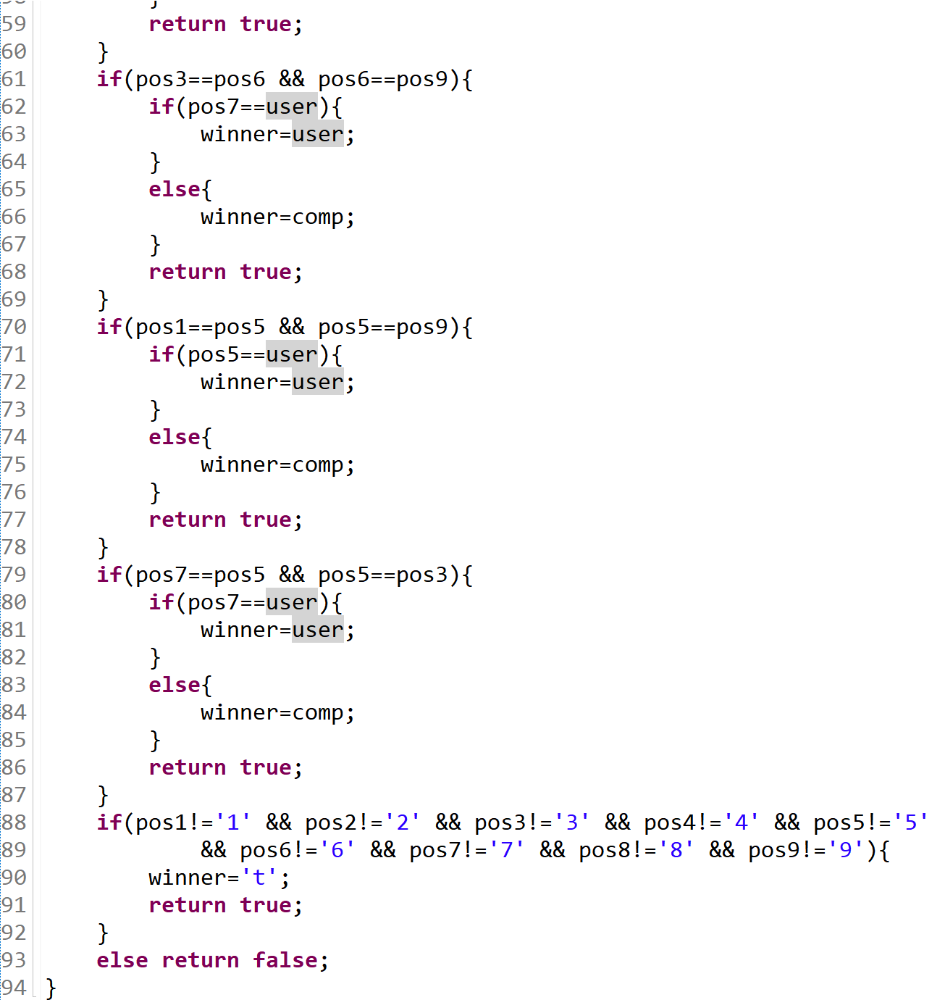 59 return true;
60 }
61 if(pos3==pos6 && pos6==pos9){
62 if(pos7==user){
63 winner=user;
64 }
65 else{
66 winner=comp;
67 }
68 return true;
69 }
70 if(pos1==pos5 && pos5==pos9){
71 if(pos5==user){
72 winner=user;
73 }
74 else{
75 winner=comp;
76 }
77 return true;
78 }
79 if(pos7==pos5 && pos5==pos3){
80 if(pos7==user){
81 winner=user;
82 }
83 else{
84 winner=comp;
85 }
86 return true;
87 }
88 if(pos1!='1' && pos2!='2' && pos3!='3' && pos4!='4' && pos5!='5'
89 && pos6!='6' && pos7!='7' && pos8!='8' && pos9!='9'){
90 winner='t';
91 return true;
92 }
93 else return false;
94 }